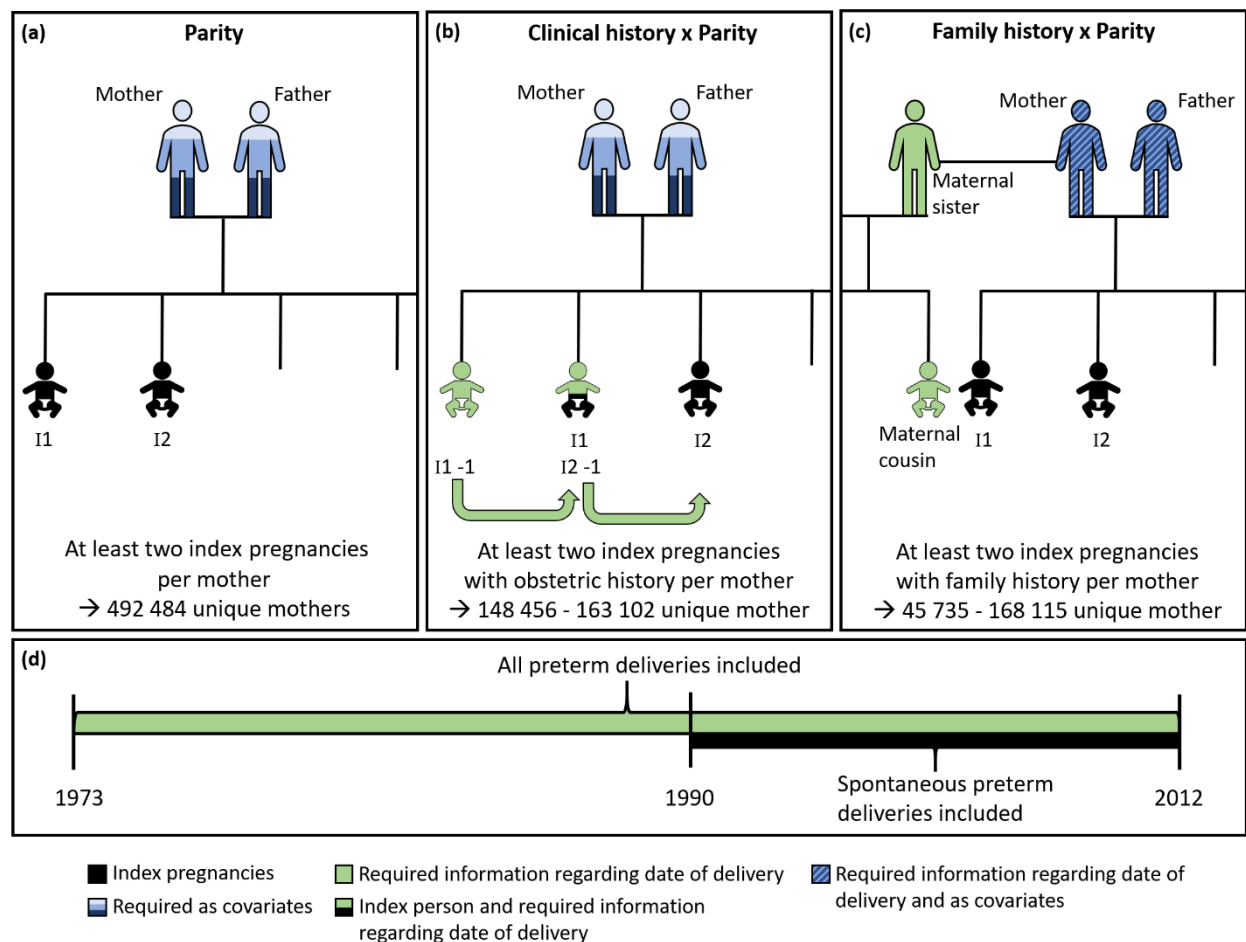 (a)
Parity
Mother
Father
I1
I2
At least two index pregnancies
per mother
→ 492 484 unique mothers
(b)
Clinical history x Parity
Mother
Father
I1
I2
I1 -1
I2 -1
At least two index pregnancies
with obstetric history per mother
→ 148 456 - 163 102 unique mother
(c)
Family history x Parity
Mother
Father
Maternal
sister
Maternal
cousin
I1
I2
At least two index pregnancies
with family history per mother
→ 45 735 - 168 115 unique mother
(d)
All preterm deliveries included
1973
1990
Spontaneous preterm
deliveries included
2012
Index pregnancies
Required as covariates
Required information regarding date of delivery
Index person and required information
regarding date of delivery
Required information regarding date of
delivery and as covariates